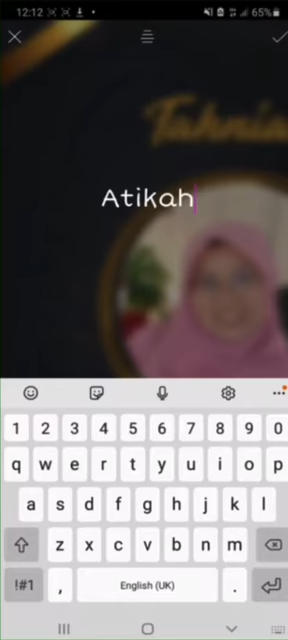 12:12 65%
Tahnia
Atikah
1 2 3 4 5 6 7 8 9 0
q w e r t y u i o p
a s d f g h j k l
z x c v b n m
!#1 , English (UK) .